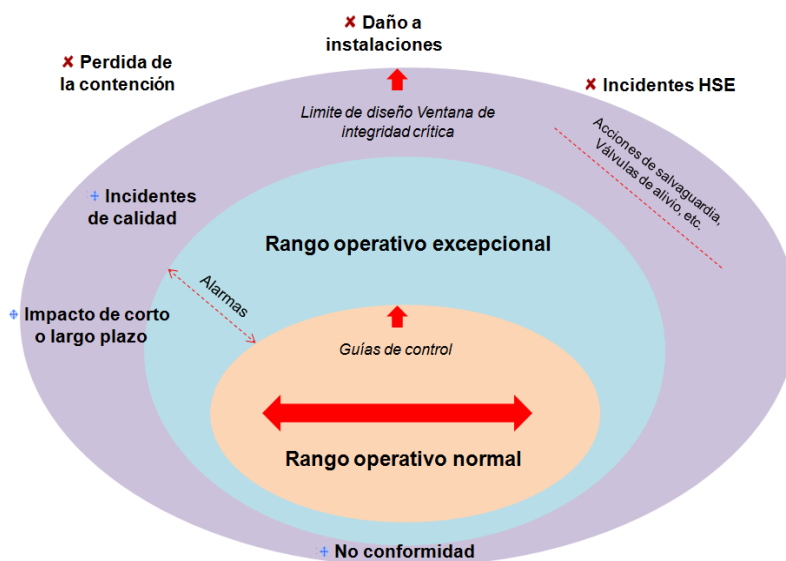 ✘ Daño a
instalaciones
✘ Perdida de
la contención
✘ Incidentes HSE
Limite de diseño Ventana de
integridad crítica
Acciones de salvaguardia,
Válvulas de alivio, etc.
Incidentes
de calidad
Rango operativo excepcional
Alarmas
Impacto de corto
o largo plazo
Guías de control
Rango operativo normal
No conformidad